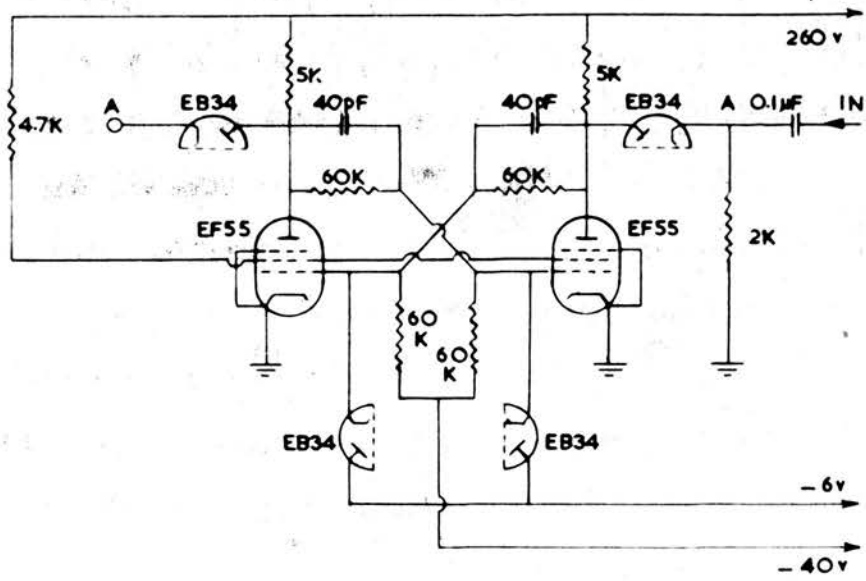 260 v
5K
5K
A
EB34
40pF
40pF
EB34
A
0.1µF
IN
4.7K
60K
60K
EF55
EF55
2K
60
K
60
K
EB34
EB34
– 6v
– 40v